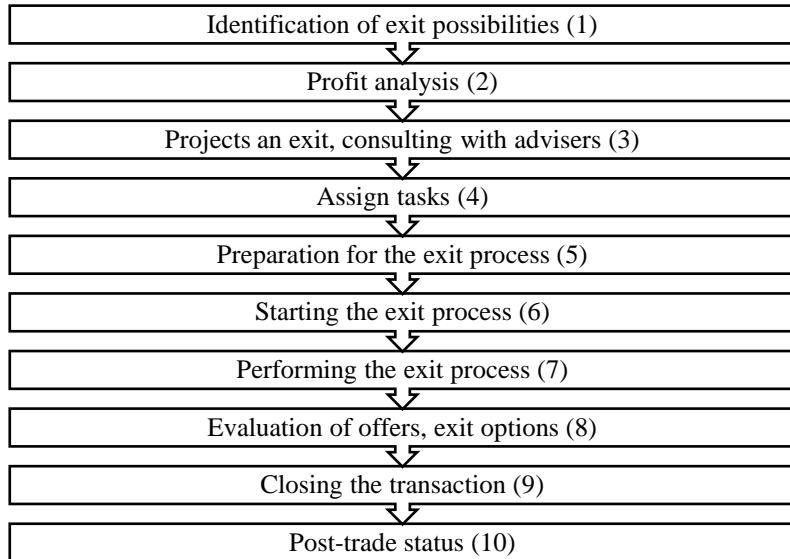 Identification of exit possibilities (1)
Profit analysis (2)
Projects an exit, consulting with advisers (3)
Assign tasks (4)
Preparation for the exit process (5)
Starting the exit process (6)
Performing the exit process (7)
Evaluation of offers, exit options (8)
Closing the transaction (9)
Post-trade status (10)